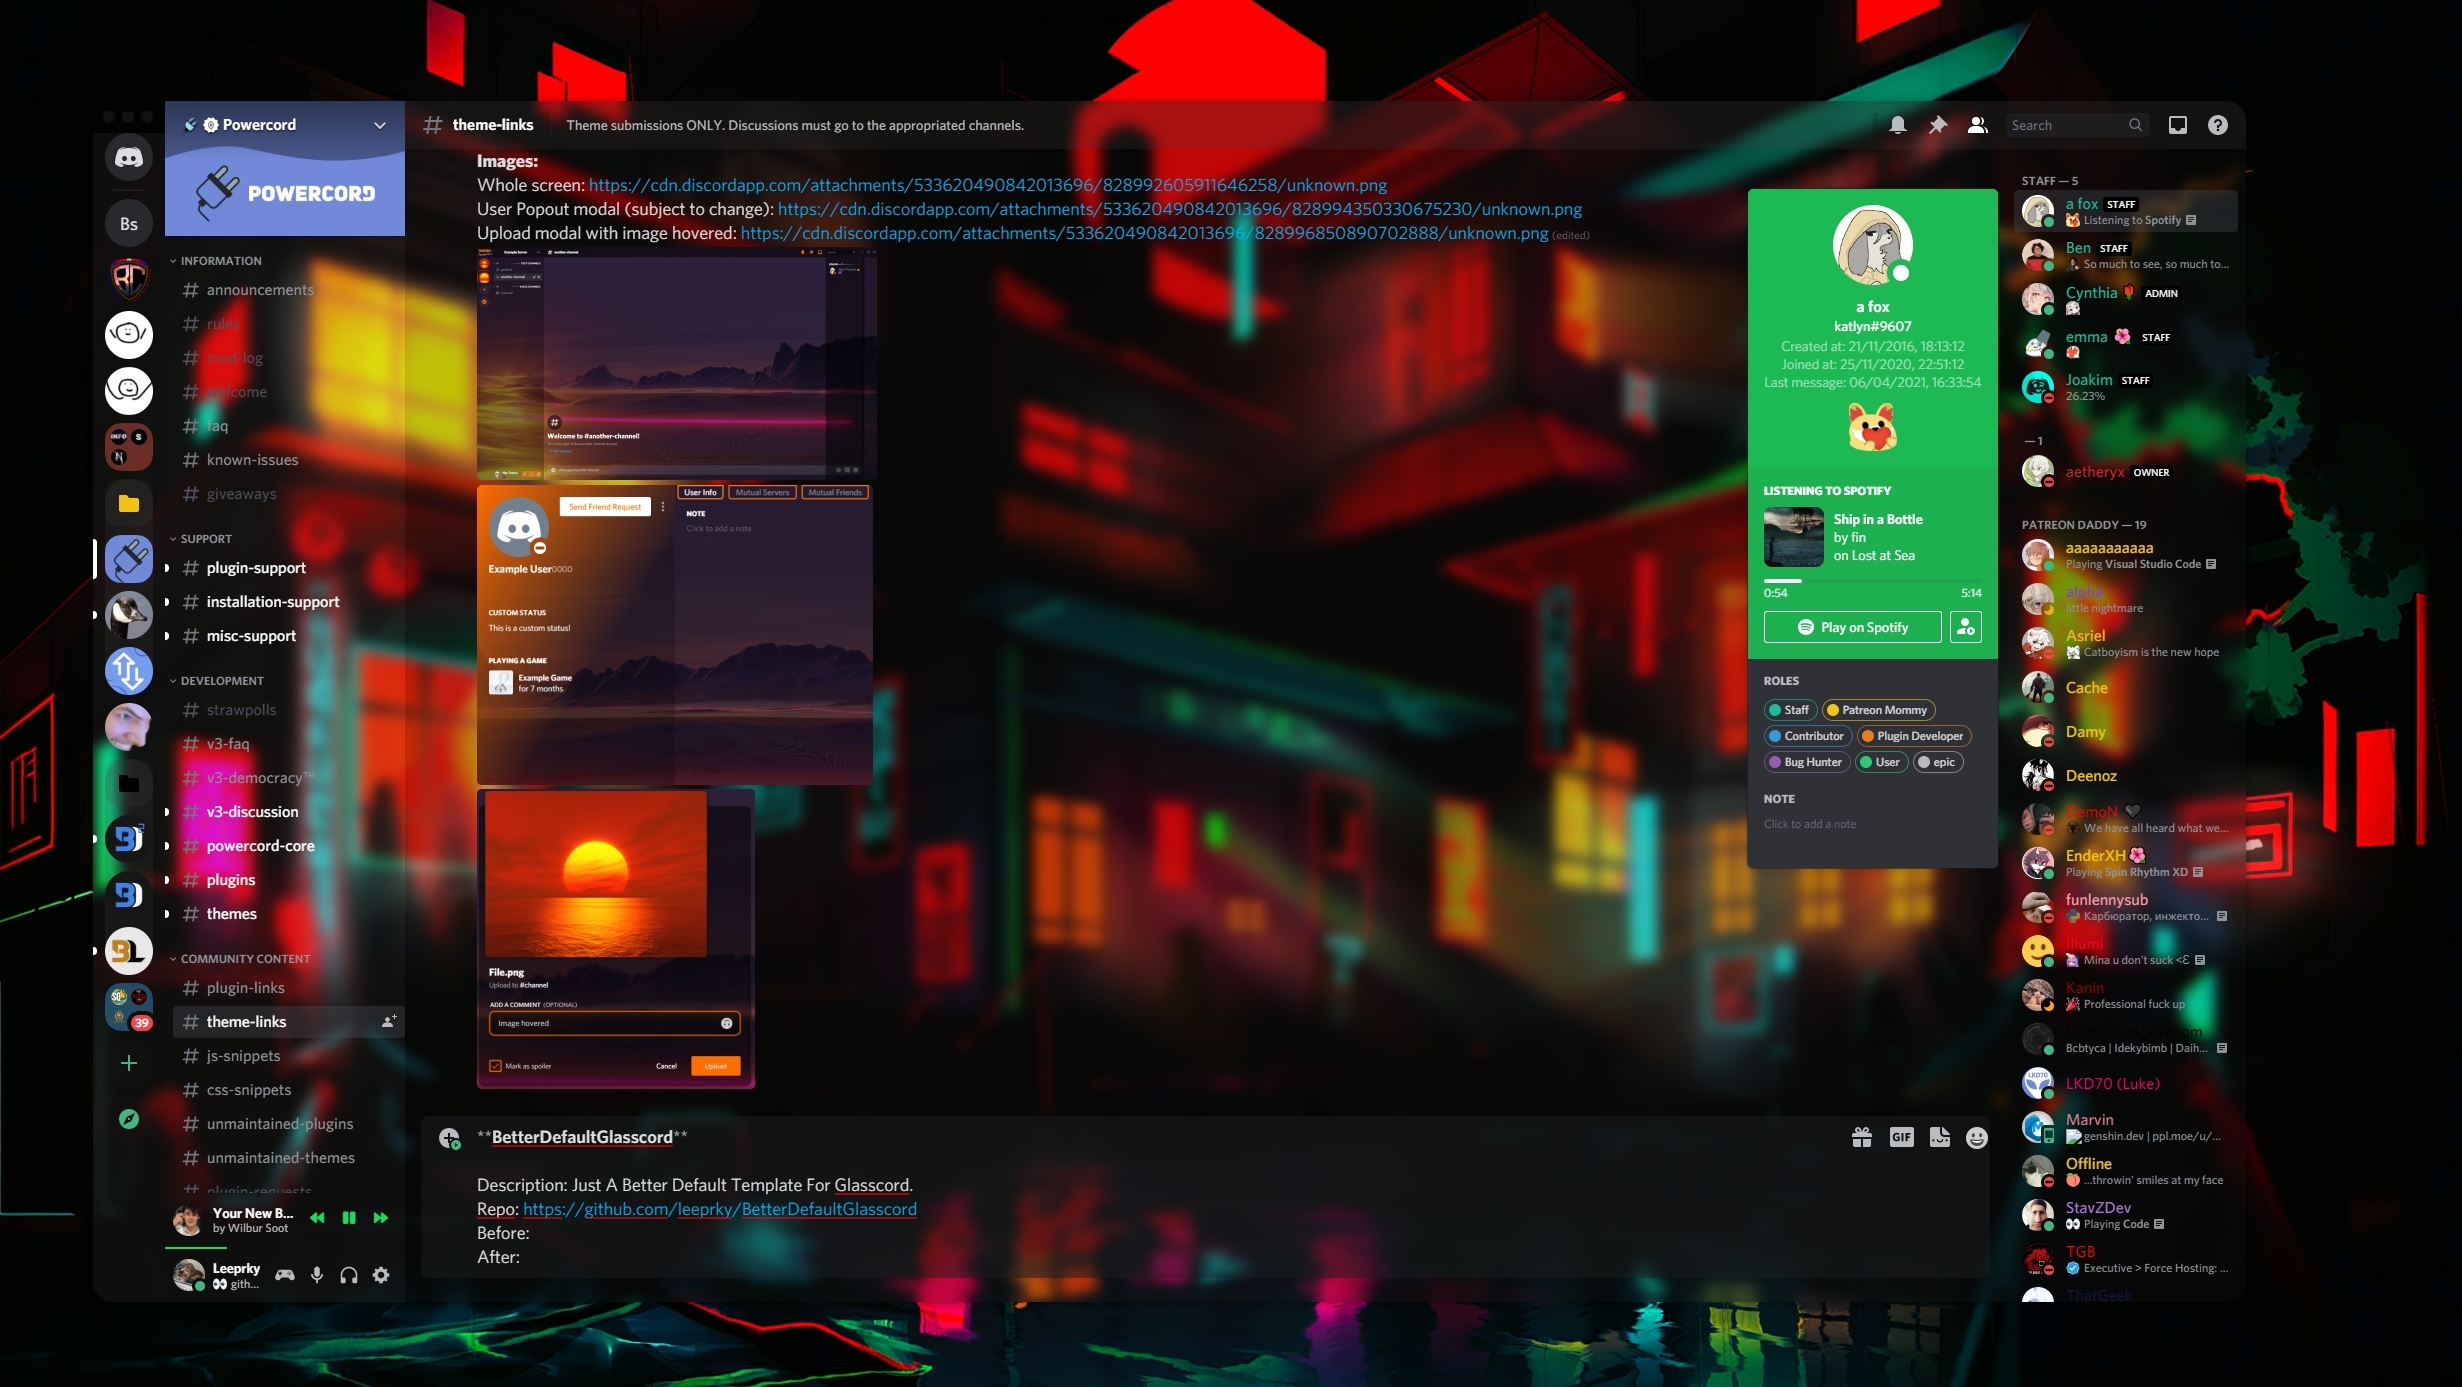 Powercord
POWERCORD
Bs
INFORMATION
announcements
rules
mod-log
welcome
faq
known-issues
giveaways
SUPPORT
plugin-support
installation-support
misc-support
DEVELOPMENT
strawpolls
v3-faq
v3-democracy™
v3-discussion
powercord-core
plugins
themes
COMMUNITY CONTENT
plugin-links
theme-links
js-snippets
css-snippets
unmaintained-plugins
unmaintained-themes
plugin-requests
39
Your New B...
by Wilbur Soot
Leeprky
gith...
theme-links
Theme submissions ONLY. Discussions must go to the appropriated channels.
Search
Images:
Whole screen: https://cdn.discordapp.com/attachments/533620490842013696/828992605911646258/unknown.png
User Popout modal (subject to change): https://cdn.discordapp.com/attachments/533620490842013696/828994350330675230/unknown.png
Upload modal with image hovered: https://cdn.discordapp.com/attachments/533620490842013696/828996850890702888/unknown.png (edited)
Welcome to #another-channel!
Send Friend Request
User Info
Mutual Servers
Mutual Friends
NOTE
Click to add a note
Example User0000
CUSTOM STATUS
This is a custom status!
PLAYING A GAME
Example Game
for 7 months
File.png
Upload to #channel
ADD A COMMENT (OPTIONAL)
Image hovered
Mark as spoiler
Cancel
Upload
**BetterDefaultGlasscord**
Description: Just A Better Default Template For Glasscord.
Repo: https://github.com/leeprky/BetterDefaultGlasscord
Before:
After:
GIF
a fox
katlyn#9607
Created at: 21/11/2016, 18:13:12
Joined at: 25/11/2020, 22:51:12
Last message: 06/04/2021, 16:33:54
LISTENING TO SPOTIFY
Ship in a Bottle
by fin
on Lost at Sea
0:54
5:14
Play on Spotify
ROLES
Staff
Patreon Mommy
Contributor
Plugin Developer
Bug Hunter
User
epic
NOTE
Click to add a note
STAFF — 5
a fox STAFF
Listening to Spotify
Ben STAFF
So much to see, so much to...
Cynthia ADMIN
emma STAFF
Joakim STAFF
26.23%
— 1
aetheryx OWNER
PATREON DADDY — 19
aaaaaaaaaaa
Playing Visual Studio Code
alpha
little nightmare
Asriel
Catboyism is the new hope
Cache
Damy
Deenoz
DemoN
We have all heard what we...
EnderXH
Playing Spin Rhythm XD
funlennysub
Карбюратор, инжекто...
Illumi
Mina u don't suck <Ɛ
Kanin
Professional fuck up
Bcbtyca | Idekybimb | Daih...
LKD70 (Luke)
Marvin
genshin.dev | ppl.moe/u/...
Offline
...throwin' smiles at my face
StavZDev
Playing Code
TGB
Executive > Force Hosting: ...
ThatGeek